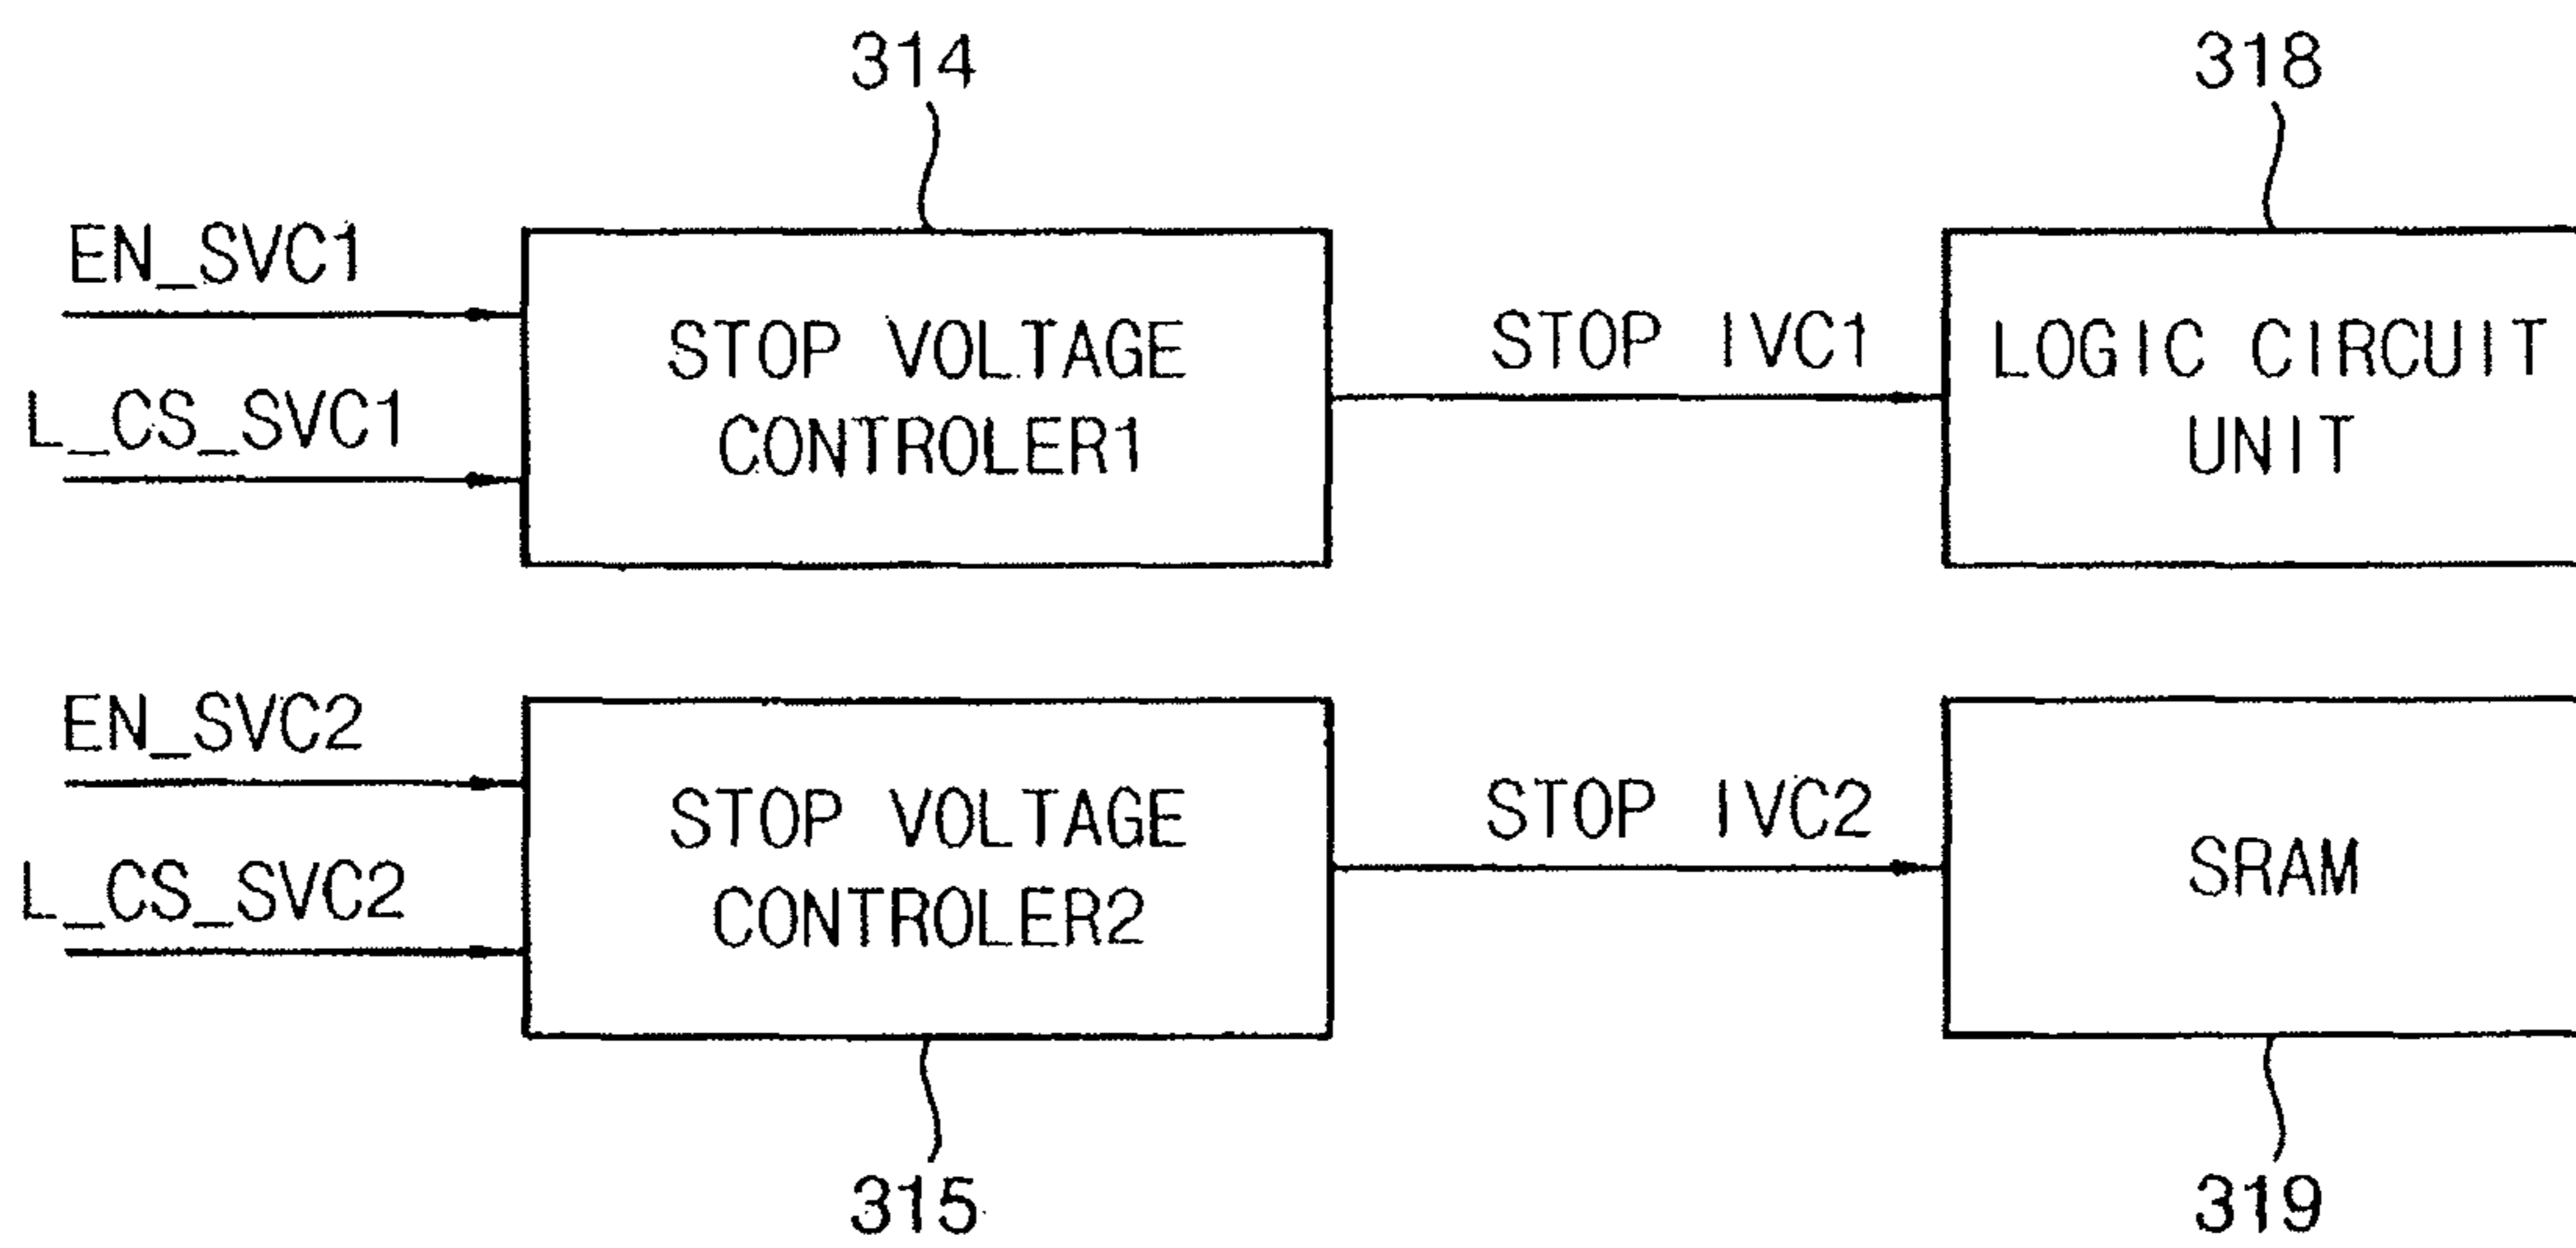 314
318
EN_SVC1
L_CS_SVC1
STOP VOLTAGE
CONTROLER1
STOP IVC1
LOGIC CIRCUIT
UNIT
EN_SVC2
L_CS_SVC2
STOP VOLTAGE
CONTROLER2
STOP IVC2
SRAM
315
319